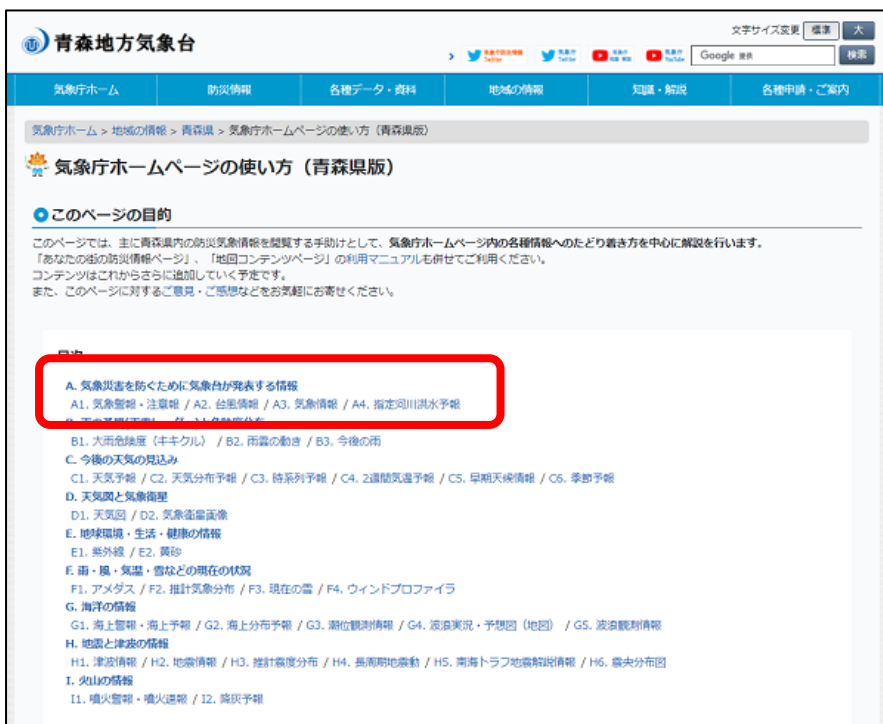 青森地方気象台
文字サイズ変更 標準 大
Google 提供 検索
気象庁ホーム 防災情報 各種データ・資料 地域の情報 知識・解説 各種申請・ご案内
気象庁ホーム > 地域の情報 > 青森県 > 気象庁ホームページの使い方（青森県版）
気象庁ホームページの使い方（青森県版）
このページの目的
このページでは、主に青森県内の防災気象情報を閲覧する手助けとして、気象庁ホームページ内の各種情報へのたどり着き方を中心に解説を行います。
「あなたの街の防災情報ページ」、「地図コンテンツページ」の利用マニュアルも併せてご利用ください。
コンテンツはこれからさらに追加していく予定です。
また、このページに対するご意見・ご感想などをお気軽にお寄せください。
A. 気象災害を防ぐために気象台が発表する情報
A1. 気象警報・注意報 / A2. 台風情報 / A3. 気象情報 / A4. 指定河川洪水予報
B1. 大雨危険度（キキクル） / B2. 雨雲の動き / B3. 今後の雨
C. 今後の天気の見込み
C1. 天気予報 / C2. 天気分布予報 / C3. 時系列予報 / C4. 2週間気温予報 / C5. 早期天候情報 / C6. 季節予報
D. 天気図と気象衛星
D1. 天気図 / D2. 気象衛星画像
E. 地球環境・生活・健康の情報
E1. 紫外線 / E2. 黄砂
F. 雨・風・気温・雪などの現在の状況
F1. アメダス / F2. 推計気象分布 / F3. 現在の雪 / F4. ウィンドプロファイラ
G. 海洋の情報
G1. 海上警報・海上予報 / G2. 海上分布予報 / G3. 潮位観測情報 / G4. 波浪実況・予想図（地図） / G5. 波浪観測情報
H. 地震と津波の情報
H1. 津波情報 / H2. 地震情報 / H3. 推計震度分布 / H4. 長周期地震動 / H5. 南海トラフ地震解説情報 / H6. 震央分布図
I. 火山の情報
I1. 噴火警報・噴火速報 / I2. 降灰予報